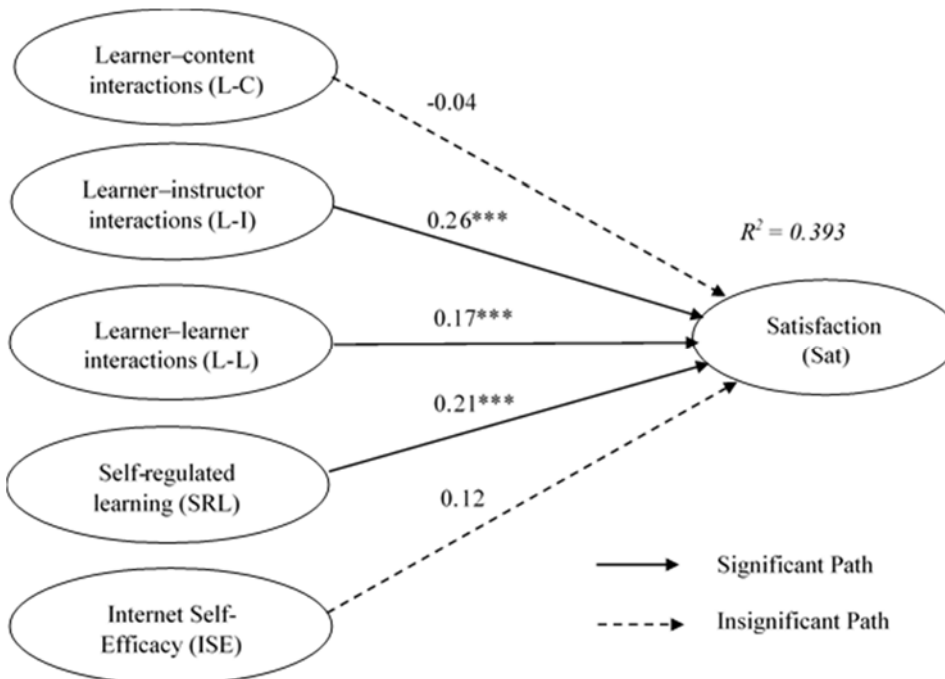 Learner–content
interactions (L-C)
-0.04
Learner–instructor
interactions (L-I)
0.26***
R² = 0.393
Learner–learner
interactions (L-L)
0.17***
Satisfaction
(Sat)
0.21***
Self-regulated
learning (SRL)
0.12
Significant Path
Internet Self-
Efficacy (ISE)
Insignificant Path